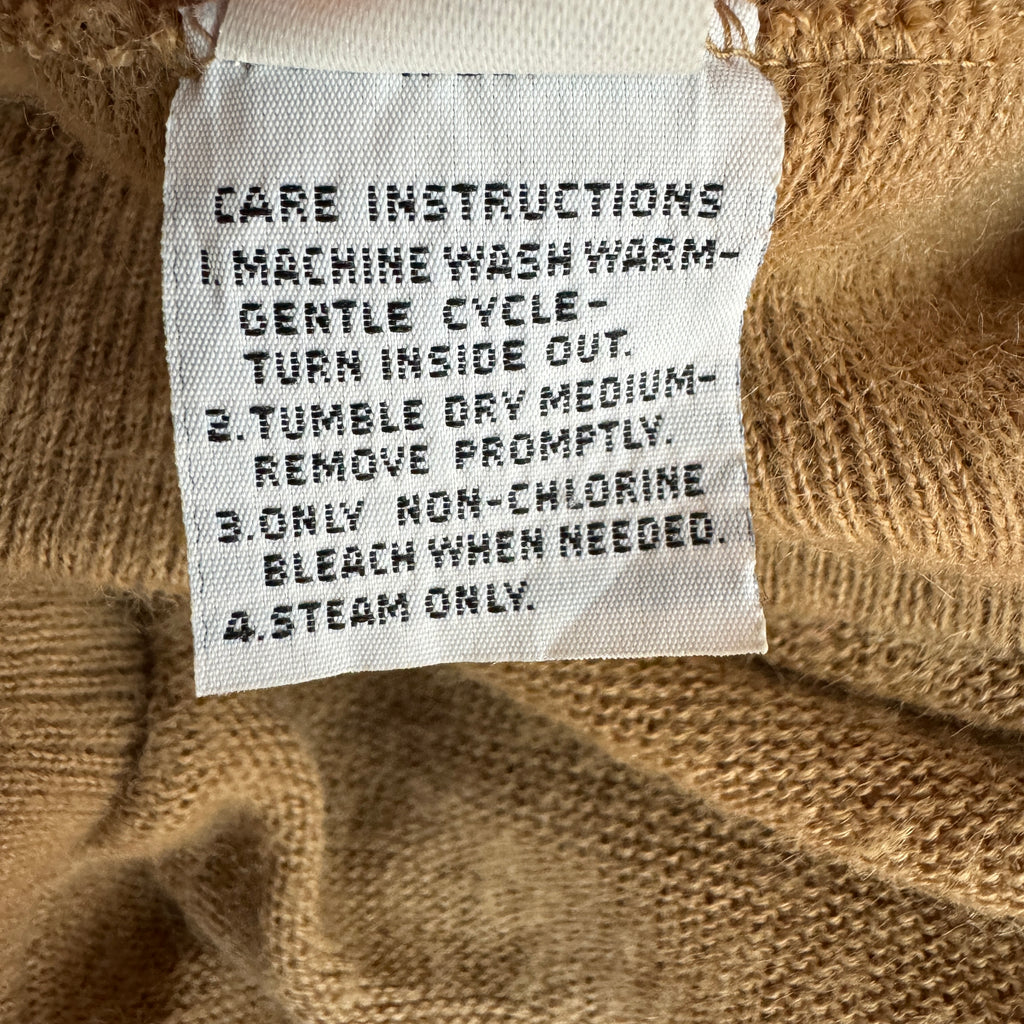 CARE INSTRUCTIONS
1. MACHINE WASH WARM-
GENTLE CYCLE-
TURN INSIDE OUT.
2. TUMBLE DRY MEDIUM-
REMOVE PROMPTLY.
3. ONLY NON-CHLORINE
BLEACH WHEN NEEDED.
4. STEAM ONLY.